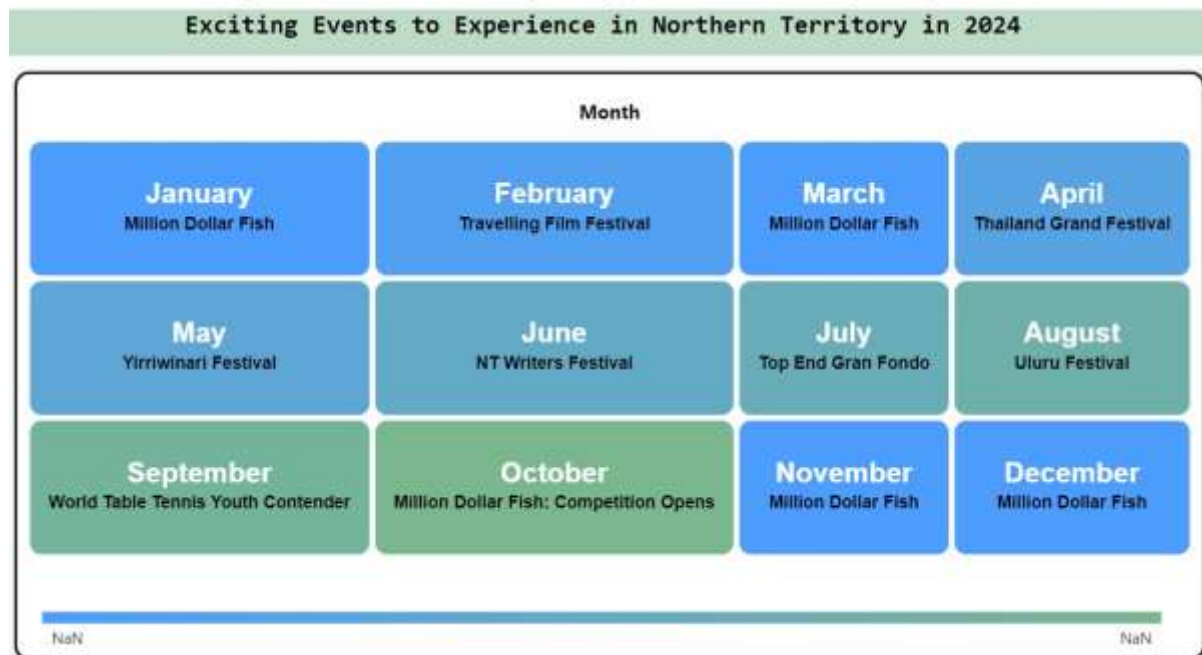 Exciting Events to Experience in Northern Territory in 2024
Month
January
Million Dollar Fish
February
Travelling Film Festival
March
Million Dollar Fish
April
Thailand Grand Festival
May
Yirriwinari Festival
June
NT Writers Festival
July
Top End Gran Fondo
August
Uluru Festival
September
World Table Tennis Youth Contender
October
Million Dollar Fish: Competition Opens
November
Million Dollar Fish
December
Million Dollar Fish
NaN
NaN